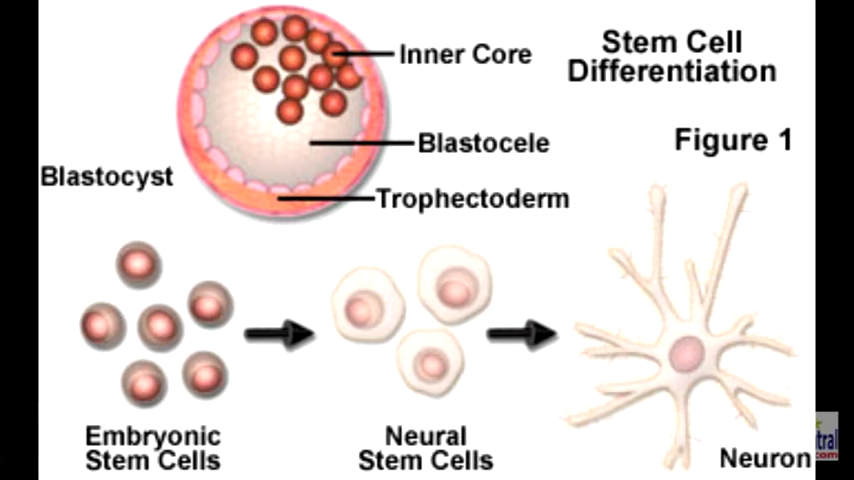 Stem Cell
Differentiation
Figure 1
Inner Core
Blastocele
Trophectoderm
Blastocyst
Embryonic
Stem Cells
Neural
Stem Cells
Neuron